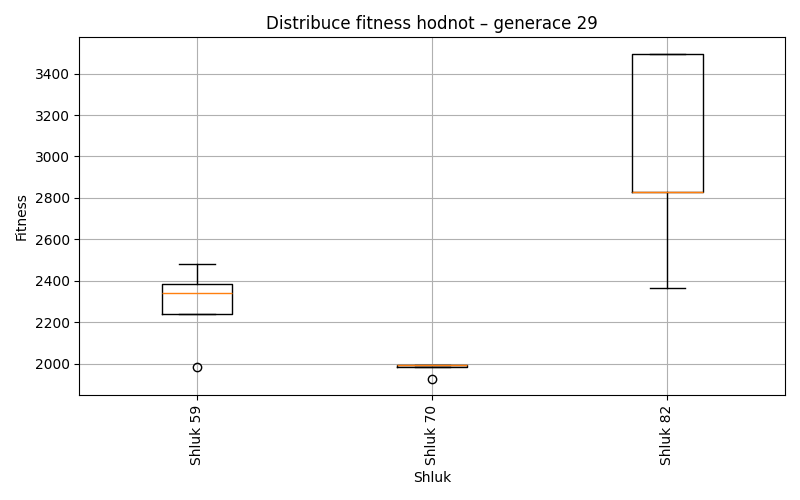 Distribuce fitness hodnot – generace 29
3400
3200
3000
2800
2600
2400
2200
2000
Fitness
Shluk 59
Shluk 70
Shluk 82
Shluk